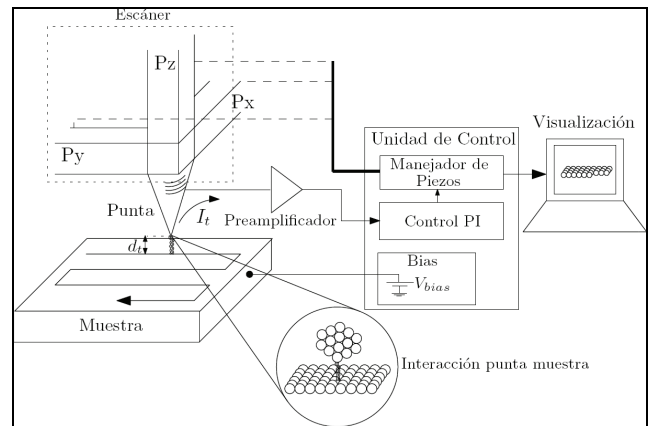 Escáner
Pz
Px
Py
Punta
I_t
Preamplificador
d_t
Muestra
Unidad de Control
Manejador de
Piezos
Control PI
Bias
V_bias
Visualización
Interacción punta muestra